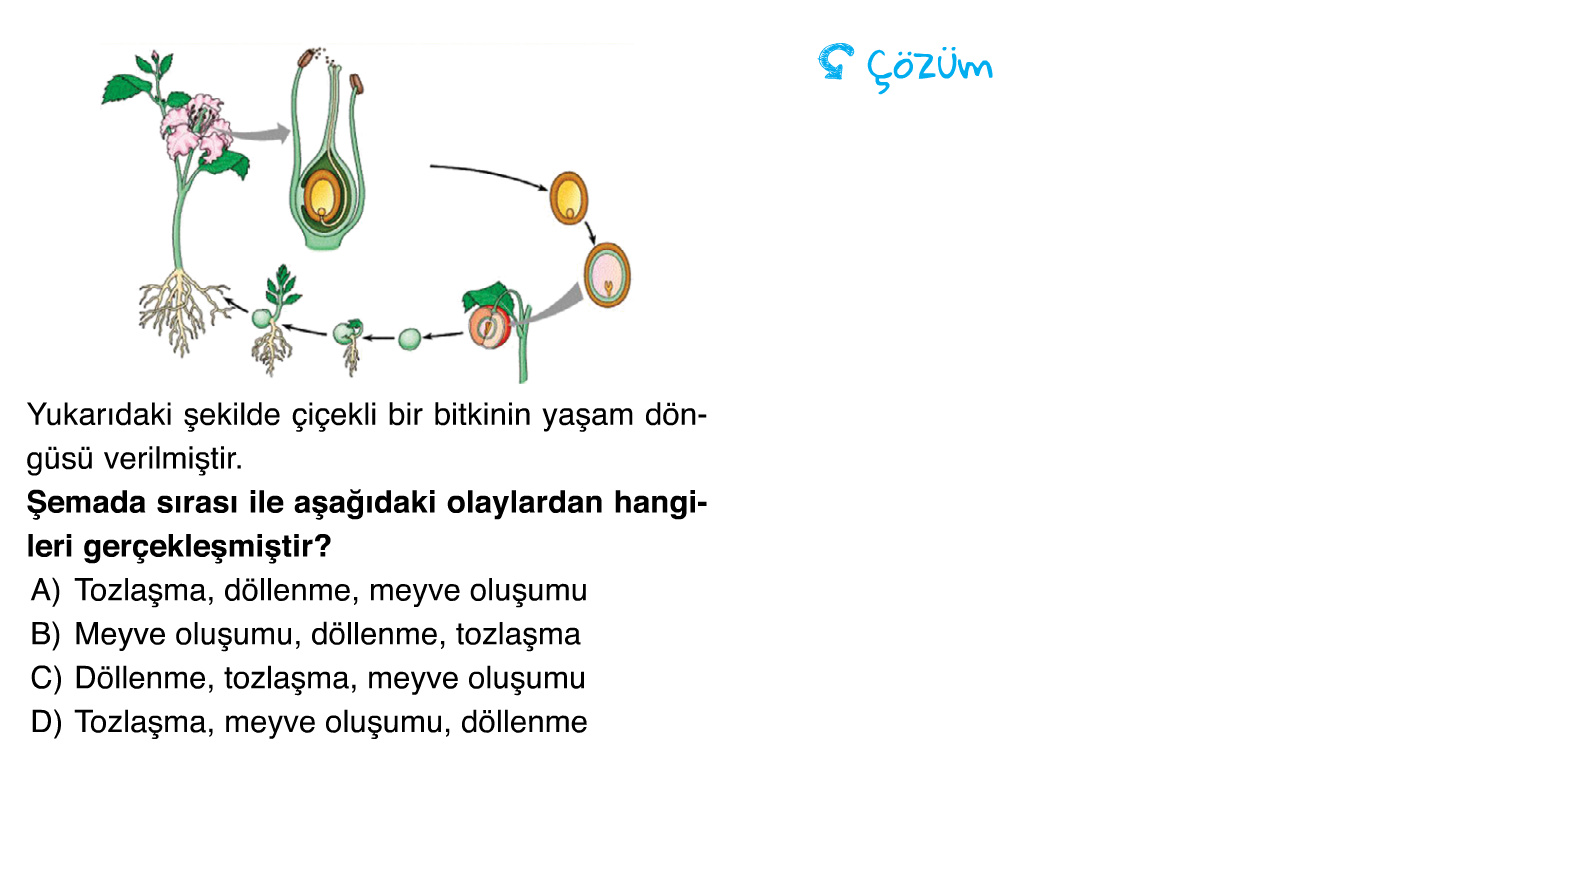 Çözüm
Yukarıdaki şekilde çiçekli bir bitkinin yaşam dön-
güsü verilmiştir.
Şemada sırası ile aşağıdaki olaylardan hangi-
leri gerçekleşmiştir?
A) Tozlaşma, döllenme, meyve oluşumu
B) Meyve oluşumu, döllenme, tozlaşma
C) Döllenme, tozlaşma, meyve oluşumu
D) Tozlaşma, meyve oluşumu, döllenme